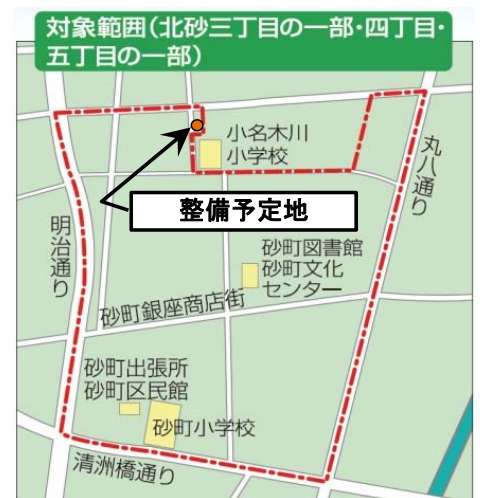 対象範囲(北砂三丁目の一部・四丁目・
五丁目の一部)
小名木川
小学校
丸八通り
整備予定地
明治通り
砂町図書館
砂町文化
センター
砂町銀座商店街
砂町出張所
砂町区民館
砂町小学校
清洲橋通り